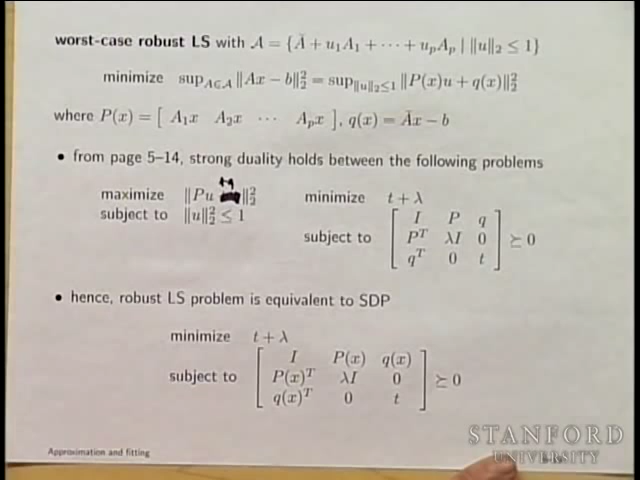 worst-case robust LS with 𝒜 = {Ā + u₁A₁ + ⋯ + uₚAₚ | ‖u‖₂ ≤ 1}
minimize sup_{A∈𝒜} ‖Ax − b‖₂² = sup_{‖u‖₂≤1} ‖P(x)u + q(x)‖₂²
where P(x) = [ A₁x A₂x ⋯ Aₚx ], q(x) = Āx − b
• from page 5–14, strong duality holds between the following problems
maximize ‖Pu + ‖₂²
subject to ‖u‖₂² ≤ 1
minimize t + λ
subject to [ I P q
Pᵀ λI 0
qᵀ 0 t ] ⪰ 0
• hence, robust LS problem is equivalent to SDP
minimize t + λ
subject to [ I P(x) q(x)
P(x)ᵀ λI 0
q(x)ᵀ 0 t ] ⪰ 0
Approximation and fitting
STANFORD
UNIVERSITY